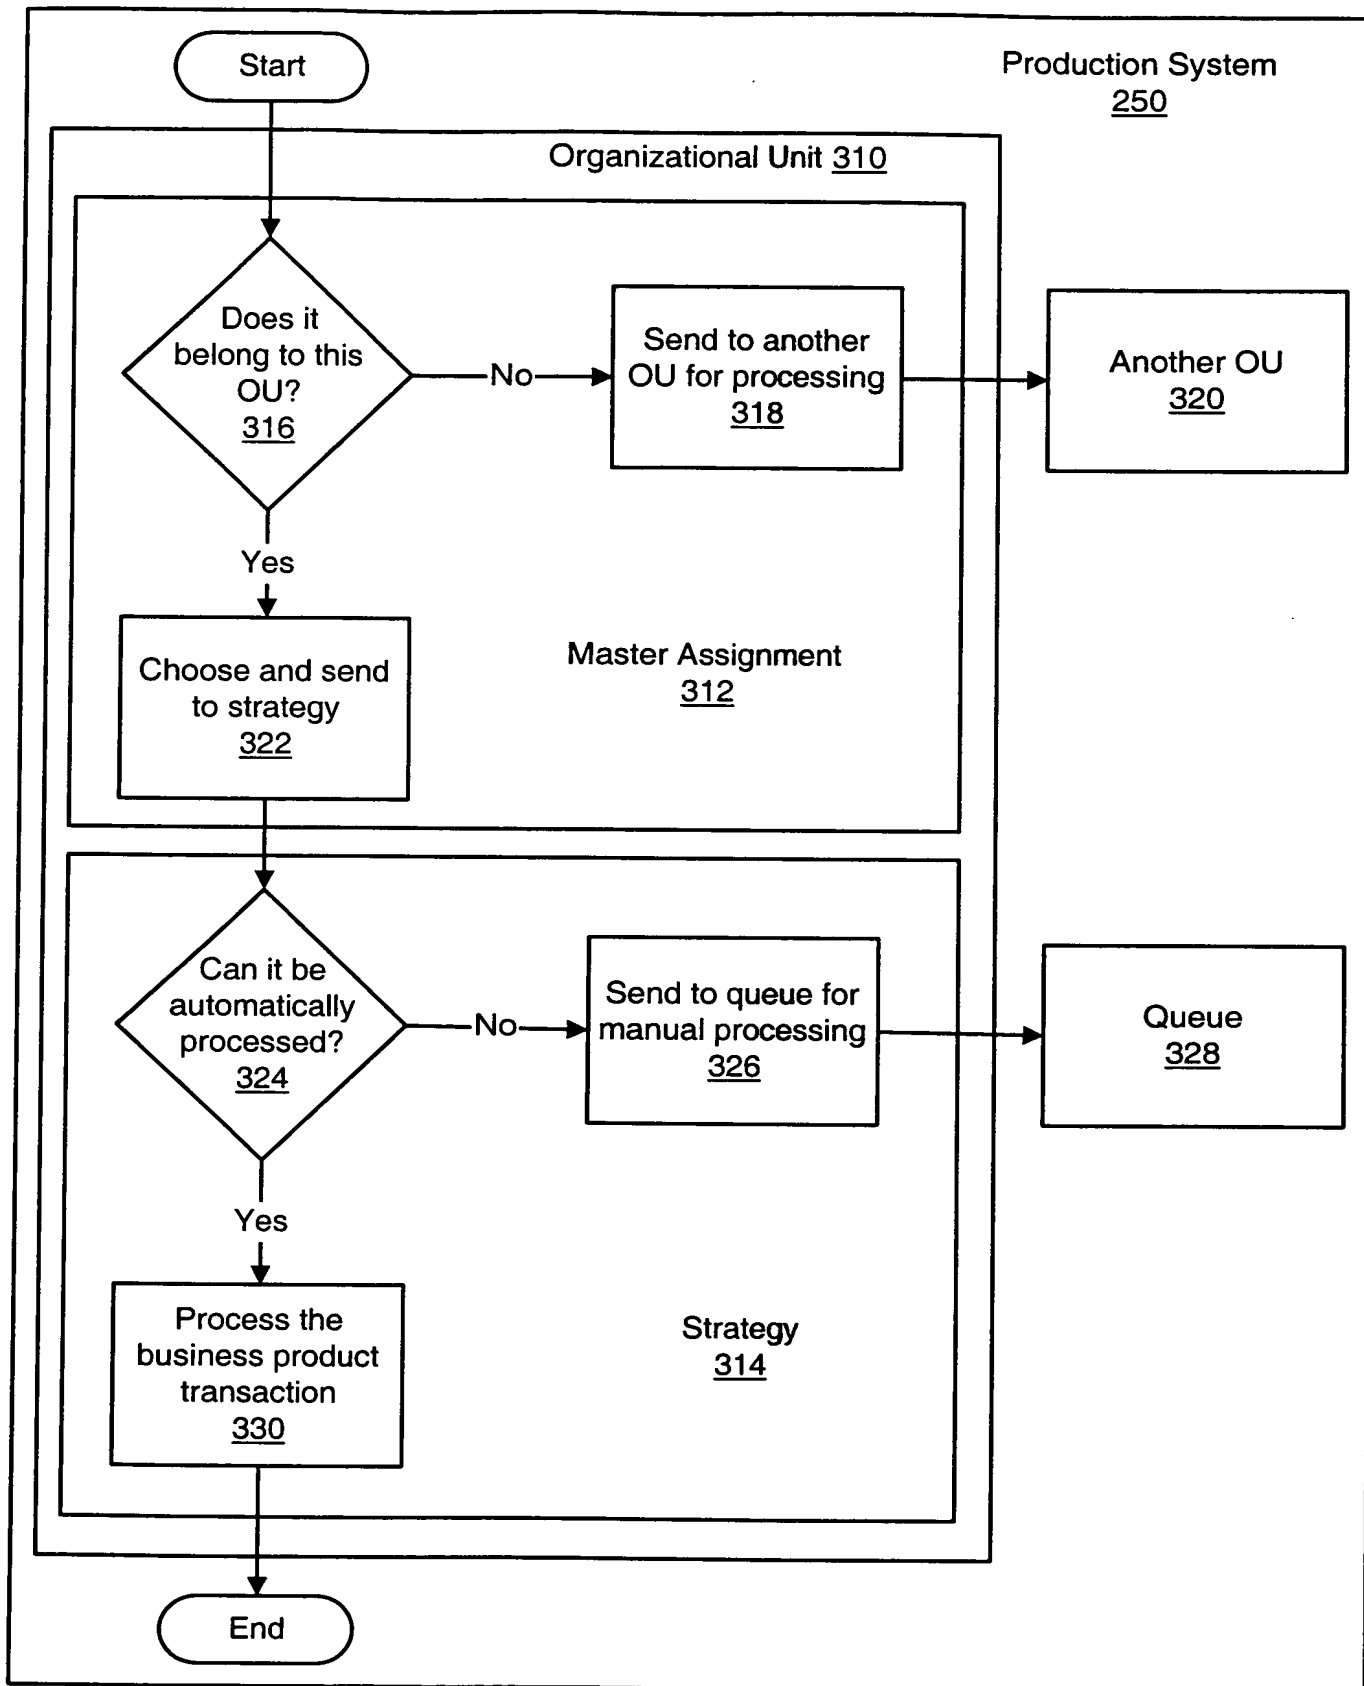 Start
Production System
250
Organizational Unit 310
Does it
belong to this
OU?
316
No
Send to another
OU for processing
318
Another OU
320
Yes
Choose and send
to strategy
322
Master Assignment
312
Can it be
automatically
processed?
324
No
Send to queue for
manual processing
326
Queue
328
Yes
Process the
business product
transaction
330
Strategy
314
End